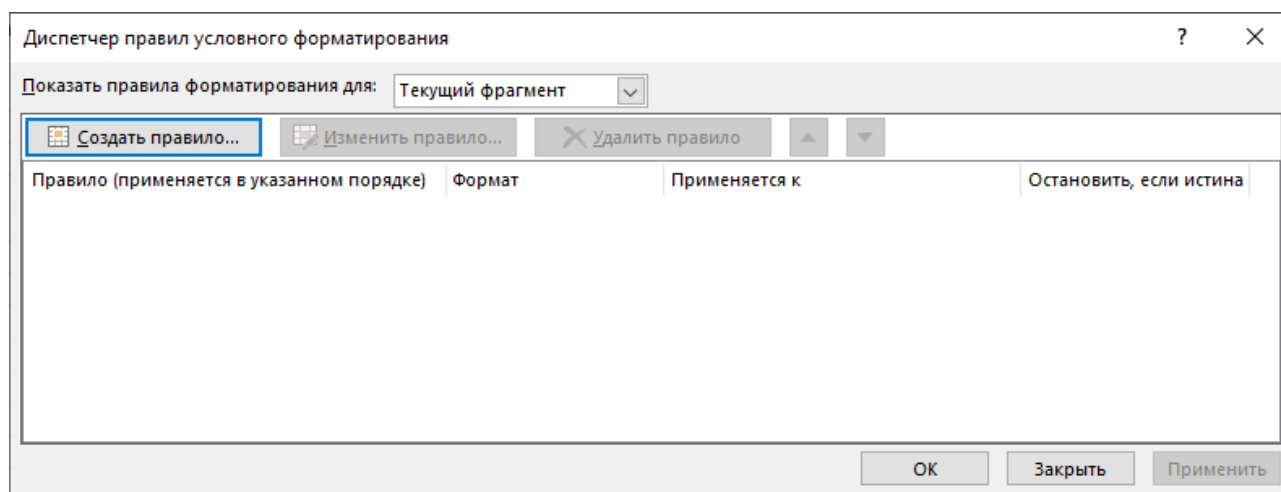 Диспетчер правил условного форматирования ?
Показать правила форматирования для: Текущий фрагмент
Создать правило... Изменить правило... Удалить правило
Правило (применяется в указанном порядке) Формат Применяется к Остановить, если истина
ОК Закрыть Применить